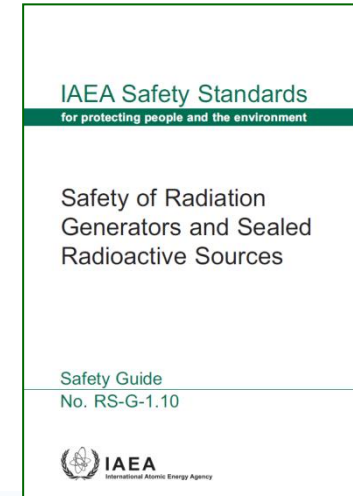 IAEA Safety Standards
for protecting people and the environment
Safety of Radiation
Generators and Sealed
Radioactive Sources
Safety Guide
No. RS-G-1.10
IAEA
International Atomic Energy Agency